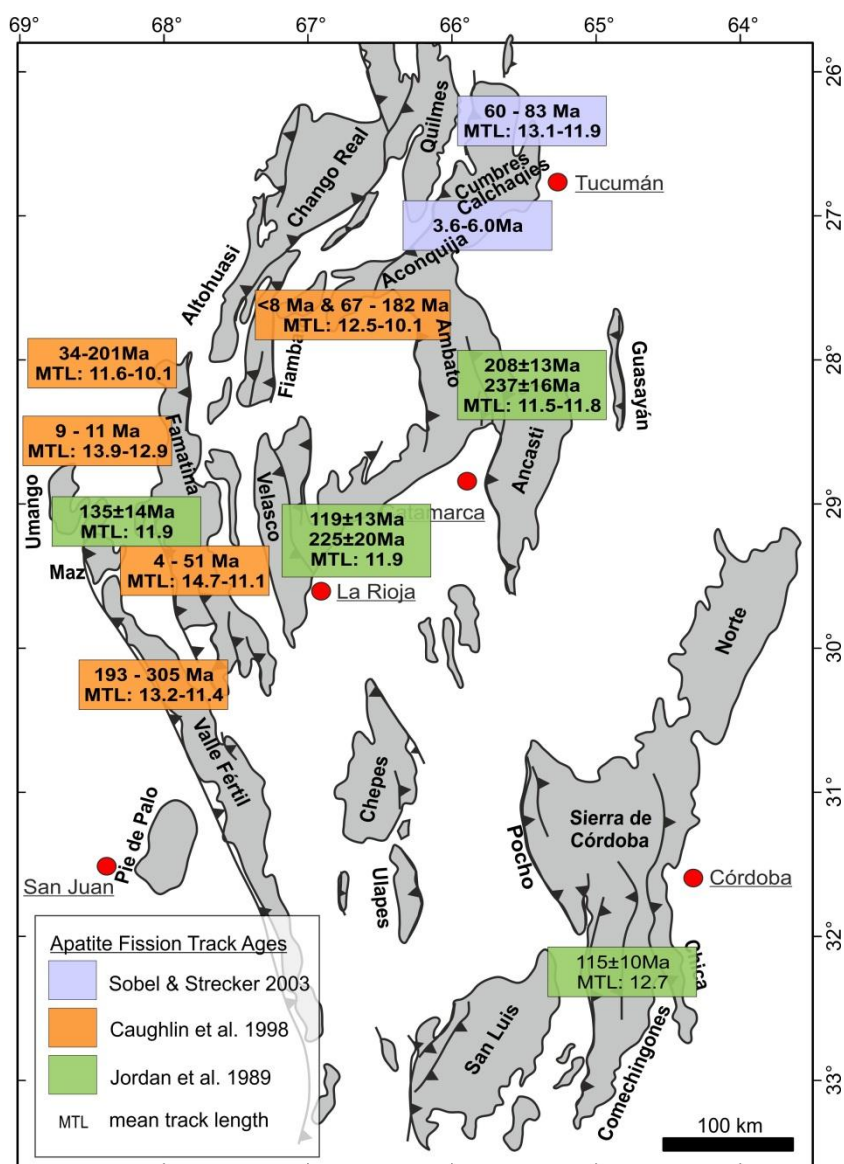 69° 68° 67° 66° 65° 64°
26°
27°
28°
29°
30°
31°
32°
33°
Chango Real
Quilmes
60 - 83 Ma
MTL: 13.1-11.9
Cumbres
Calchaqies
Tucumán
3.6-6.0Ma
Aconquija
Altohuasi
<8 Ma & 67 - 182 Ma
MTL: 12.5-10.1
Ambato
34-201Ma
MTL: 11.6-10.1
208±13Ma
237±16Ma
MTL: 11.5-11.8
Guasayán
9 - 11 Ma
MTL: 13.9-12.9
Famatina
Umango
Velasco
Ancasti
135±14Ma
MTL: 11.9
119±13Ma
225±20Ma
MTL: 11.9
Maz
4 - 51 Ma
MTL: 14.7-11.1
La Rioja
Norte
193 - 305 Ma
MTL: 13.2-11.4
Valle Fértil
Chepes
Pie de Palo
Sierra de
Córdoba
Pocho
San Juan
Ulapes
Córdoba
Chica
115±10Ma
MTL: 12.7
San Luis
Comechingones
Apatite Fission Track Ages
Sobel & Strecker 2003
Caughlin et al. 1998
Jordan et al. 1989
MTL mean track length
100 km